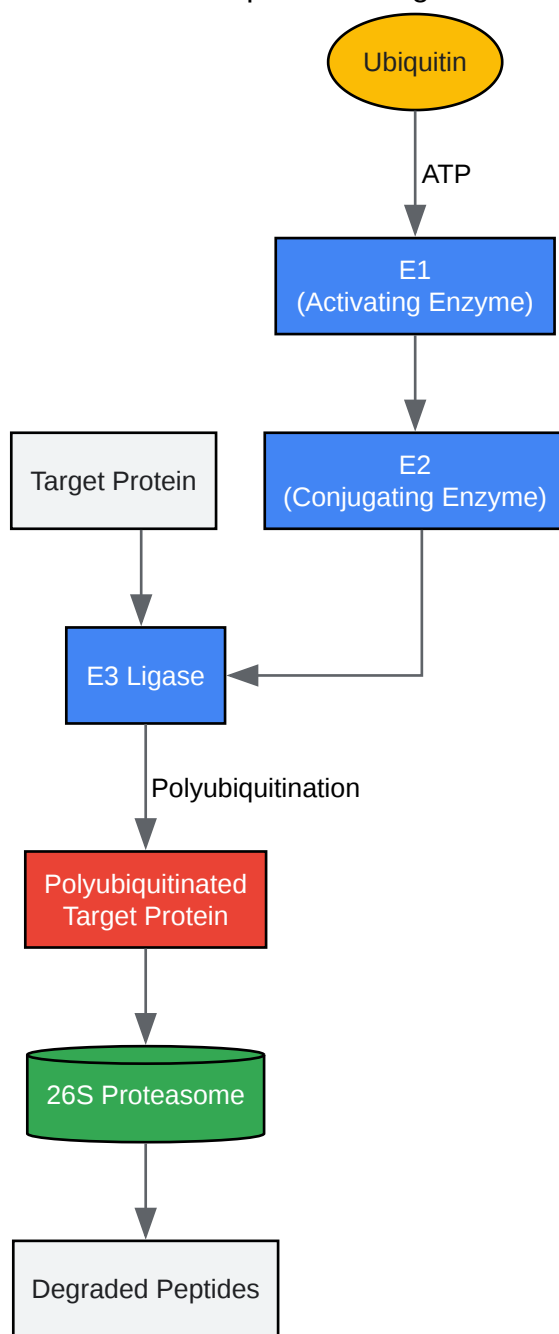 Ubiquitin
ATP
E1
(Activating Enzyme)
Target Protein
E2
(Conjugating Enzyme)
E3 Ligase
Polyubiquitination
Polyubiquitinated
Target Protein
26S Proteasome
Degraded Peptides